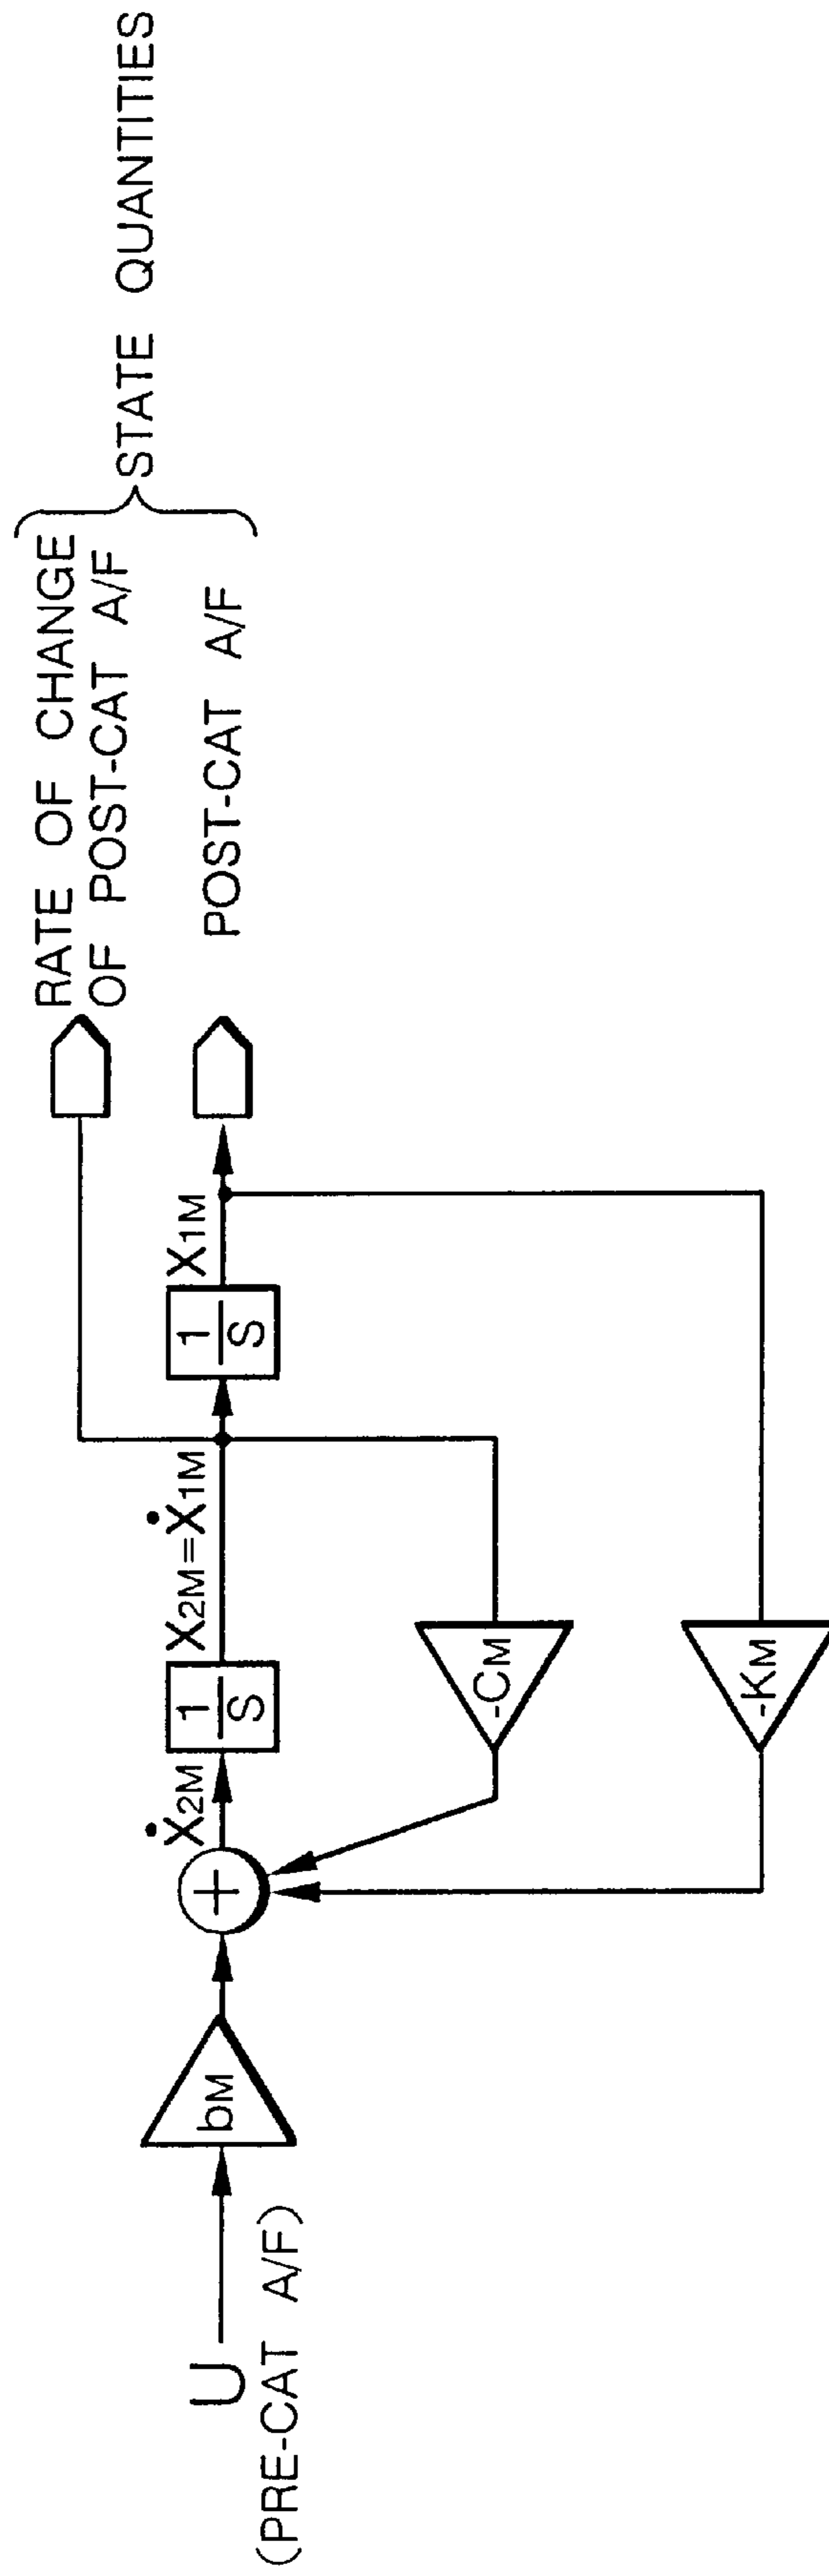 U
(PRE-CAT A/F)
bM
+
Ẋ2M
1
S
X2M=Ẋ1M
1
S
X1M
-CM
-KM
RATE OF CHANGE
OF POST-CAT A/F
POST-CAT A/F
STATE QUANTITIES